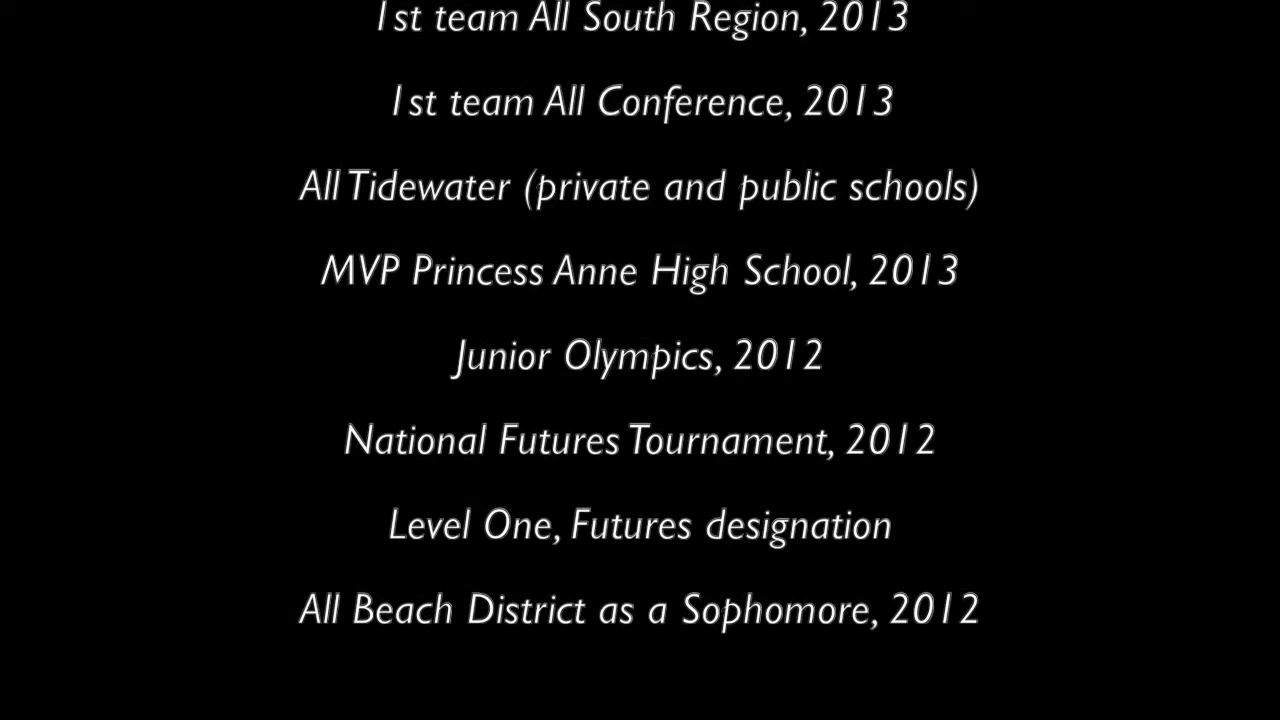 1st team All South Region, 2013
1st team All Conference, 2013
All Tidewater (private and public schools)
MVP Princess Anne High School, 2013
Junior Olympics, 2012
National Futures Tournament, 2012
Level One, Futures designation
All Beach District as a Sophomore, 2012